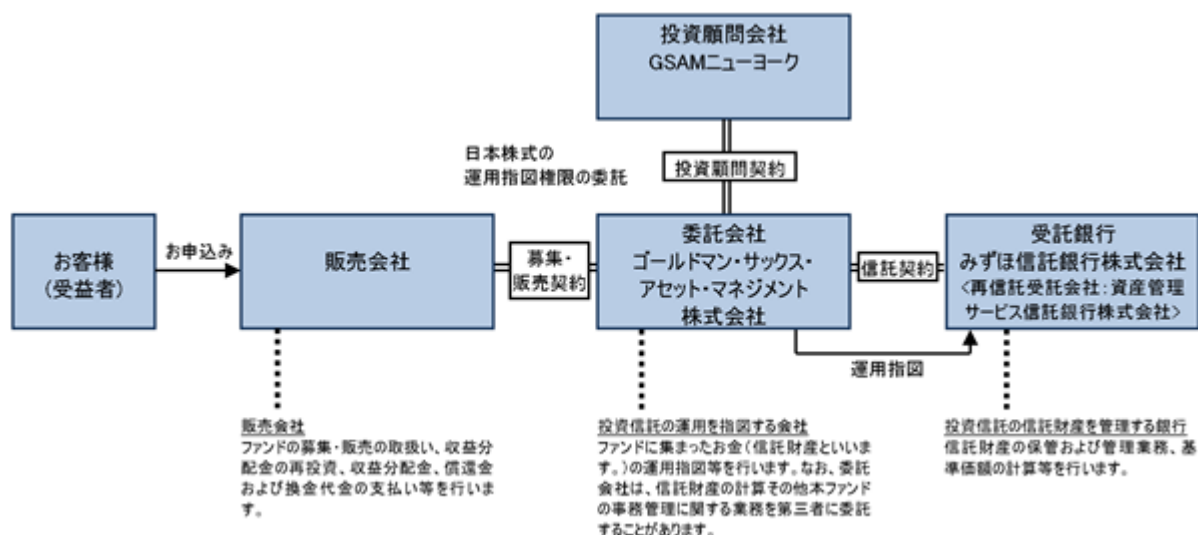 投資顧問会社
GSAMニューヨーク
日本株式の
運用指図権限の委託
投資顧問契約
お客様
(受益者)
お申込み
販売会社
募集・
販売契約
委託会社
ゴールドマン・サックス・
アセット・マネジメント
株式会社
信託契約
受託銀行
みずほ信託銀行株式会社
<再信託受託会社:資産管理
サービス信託銀行株式会社>
運用指図
販売会社
ファンドの募集・販売の取扱い、収益分
配金の再投資、収益分配金、償還金
および換金代金の支払い等を行いま
す。
投資信託の運用を指図する会社
ファンドに集まったお金(信託財産といいま
す。)の運用指図等を行います。なお、委託
会社は、信託財産の計算その他本ファンド
の事務管理に関する業務を第三者に委託
することがあります。
投資信託の信託財産を管理する銀行
信託財産の保管および管理業務、基
準価額の計算等を行います。